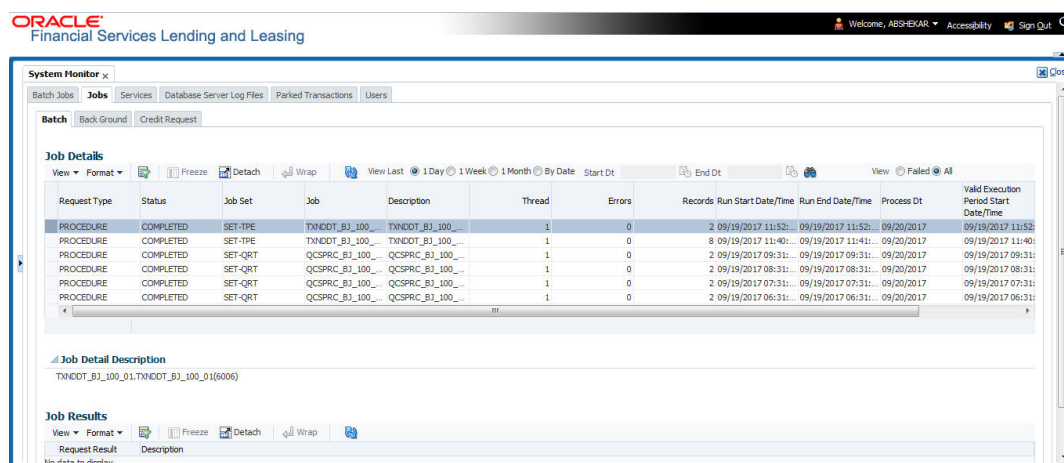 ORACLE®
Financial Services Lending and Leasing
Welcome, ABSHEKAR Accessibility Sign Out
System Monitor x
Close
Batch Jobs Jobs Services Database Server Log Files Parked Transactions Users
Batch Back Ground Credit Request
Job Details
View Format Freeze Detach Wrap View Last 1 Day 1 Week 1 Month By Date Start Dt End Dt View Failed All
Request Type Status Job Set Job Description Thread Errors Records Run Start Date/Time Run End Date/Time Process Dt Valid Execution Period Start Date/Time
PROCEDURE COMPLETED SET-TPE TXNDDT_BJ_100_... TXNDDT_BJ_100_... 1 0 2 09/19/2017 11:52:... 09/19/2017 11:52:... 09/20/2017 09/19/2017 11:52:
PROCEDURE COMPLETED SET-TPE TXNDDT_BJ_100_... TXNDDT_BJ_100_... 1 0 8 09/19/2017 11:40:... 09/19/2017 11:41:... 09/20/2017 09/19/2017 11:40:
PROCEDURE COMPLETED SET-QRT QCSPRC_BJ_100_... QCSPRC_BJ_100_... 1 0 2 09/19/2017 09:31:... 09/19/2017 09:31:... 09/20/2017 09/19/2017 09:31:
PROCEDURE COMPLETED SET-QRT QCSPRC_BJ_100_... QCSPRC_BJ_100_... 1 0 2 09/19/2017 08:31:... 09/19/2017 08:31:... 09/20/2017 09/19/2017 08:31:
PROCEDURE COMPLETED SET-QRT QCSPRC_BJ_100_... QCSPRC_BJ_100_... 1 0 2 09/19/2017 07:31:... 09/19/2017 07:31:... 09/20/2017 09/19/2017 07:31:
PROCEDURE COMPLETED SET-QRT QCSPRC_BJ_100_... QCSPRC_BJ_100_... 1 0 2 09/19/2017 06:31:... 09/19/2017 06:31:... 09/20/2017 09/19/2017 06:31:
Job Detail Description
TXNDDT_BJ_100_01.TXNDDT_BJ_100_01(6006)
Job Results
View Format Freeze Detach Wrap
Request Result Description
No data to display